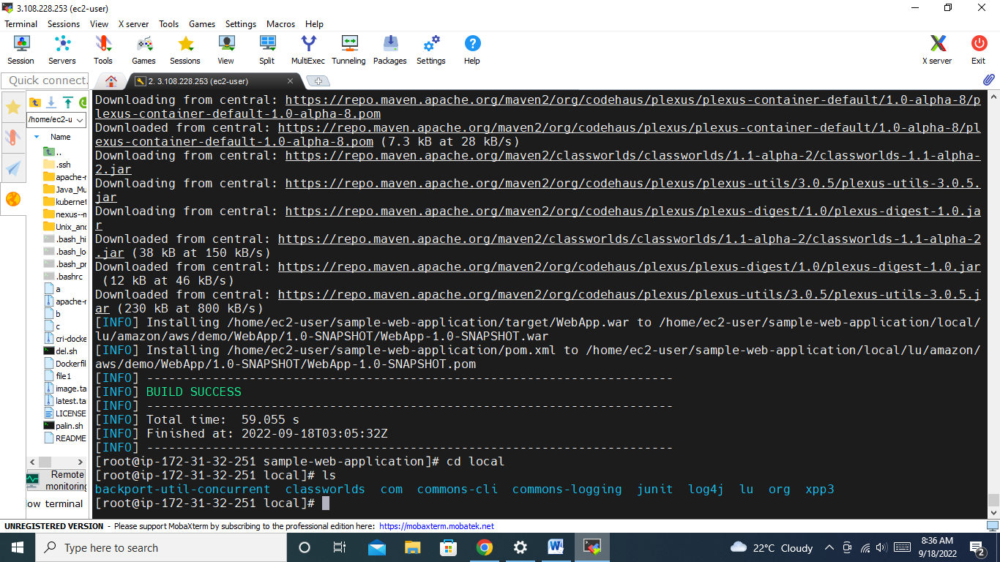 3.108.228.253 (ec2-user)
Terminal Sessions View X server Tools Games Settings Macros Help
Session Servers Tools Games Sessions View Split MultiExec Tunneling Packages Settings Help X server Exit
Quick connect.
2. 3.108.228.253 (ec2-user)
/home/ec2-u
Name
..
.ssh
apache-r
Java_Mu
kubernet
nexus--m
Unix_and
.bash_hi
.bash_lo
.bash_pr
.bashrc
a
apache-r
b
c
cri-docke
del.sh
Dockerfil
file1
image.ta
latest.ta
LICENSE
palin.sh
README
Remote
monitoring
low terminal
Downloading from central: https://repo.maven.apache.org/maven2/org/codehaus/plexus/plexus-container-default/1.0-alpha-8/p
lexus-container-default-1.0-alpha-8.pom
Downloaded from central: https://repo.maven.apache.org/maven2/org/codehaus/plexus/plexus-container-default/1.0-alpha-8/pl
exus-container-default-1.0-alpha-8.pom (7.3 kB at 28 kB/s)
Downloading from central: https://repo.maven.apache.org/maven2/classworlds/classworlds/1.1-alpha-2/classworlds-1.1-alpha-
2.jar
Downloading from central: https://repo.maven.apache.org/maven2/org/codehaus/plexus/plexus-utils/3.0.5/plexus-utils-3.0.5.
jar
Downloading from central: https://repo.maven.apache.org/maven2/org/codehaus/plexus/plexus-digest/1.0/plexus-digest-1.0.ja
r
Downloaded from central: https://repo.maven.apache.org/maven2/classworlds/classworlds/1.1-alpha-2/classworlds-1.1-alpha-2
.jar (38 kB at 150 kB/s)
Downloaded from central: https://repo.maven.apache.org/maven2/org/codehaus/plexus/plexus-digest/1.0/plexus-digest-1.0.jar
(12 kB at 46 kB/s)
Downloaded from central: https://repo.maven.apache.org/maven2/org/codehaus/plexus/plexus-utils/3.0.5/plexus-utils-3.0.5.j
ar (230 kB at 800 kB/s)
[INFO] Installing /home/ec2-user/sample-web-application/target/WebApp.war to /home/ec2-user/sample-web-application/local/
lu/amazon/aws/demo/WebApp/1.0-SNAPSHOT/WebApp-1.0-SNAPSHOT.war
[INFO] Installing /home/ec2-user/sample-web-application/pom.xml to /home/ec2-user/sample-web-application/local/lu/amazon/
aws/demo/WebApp/1.0-SNAPSHOT/WebApp-1.0-SNAPSHOT.pom
[INFO] ------------------------------------------------------------------------
[INFO] BUILD SUCCESS
[INFO] ------------------------------------------------------------------------
[INFO] Total time:  59.055 s
[INFO] Finished at: 2022-09-18T03:05:32Z
[INFO] ------------------------------------------------------------------------
[root@ip-172-31-32-251 sample-web-application]# cd local
[root@ip-172-31-32-251 local]# ls
backport-util-concurrent  classworlds  com  commons-cli  commons-logging  junit  log4j  lu  org  xpp3
[root@ip-172-31-32-251 local]#
UNREGISTERED VERSION - Please support MobaXterm by subscribing to the professional edition here: https://mobaxterm.mobatek.net
Type here to search
22°C Cloudy
8:36 AM
9/18/2022
2